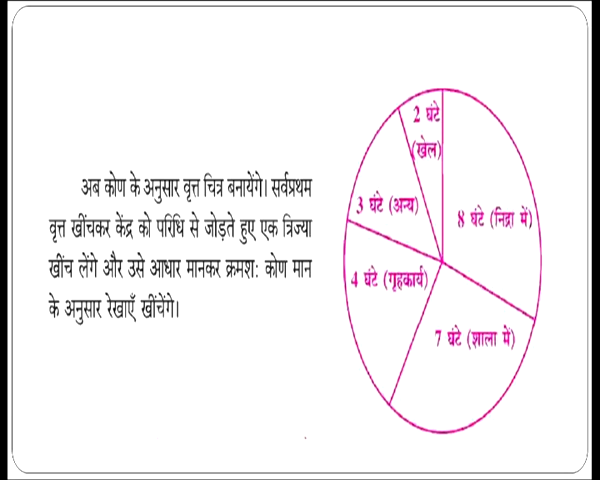 अब कोण के अनुसार वृत्त चित्र बनायेंगे। सर्वप्रथम
वृत्त खींचकर केंद्र को परिधि से जोड़ते हुए एक त्रिज्या
खींच लेंगे और उसे आधार मानकर क्रमशः कोण मान
के अनुसार रेखाएँ खींचेंगे।
2 घंटे
(खेल)
3 घंटे (अन्य)
8 घंटे (निद्रा में)
4 घंटे (गृहकार्य)
7 घंटे (शाला में)